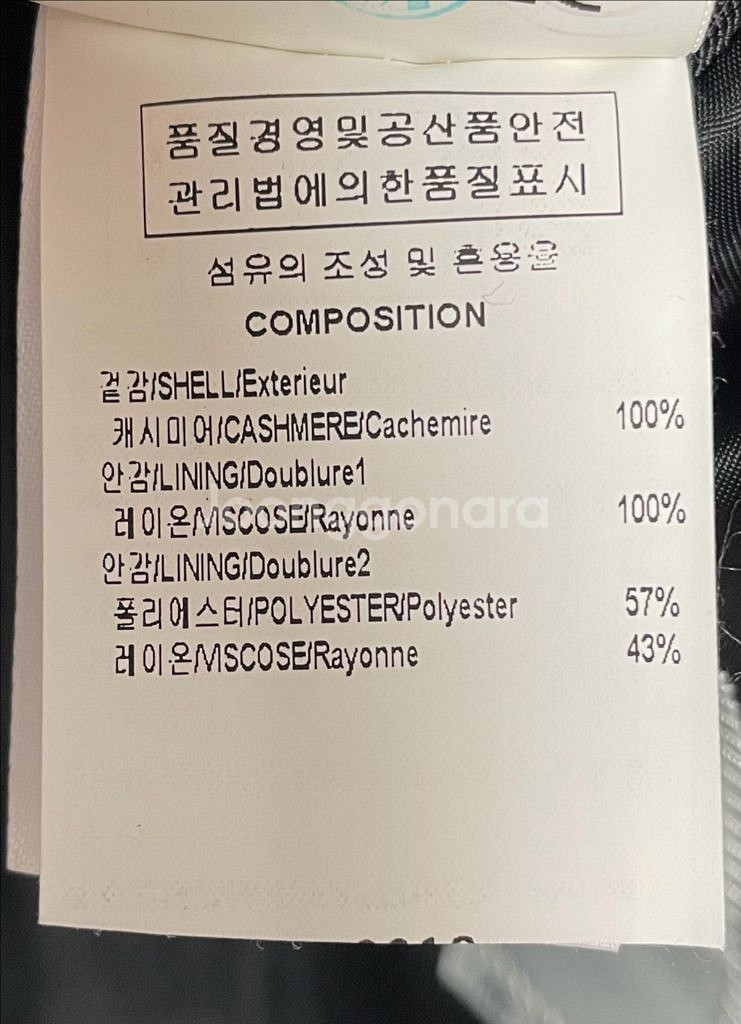 품질경영및공산품안전
관리법에의한품질표시
섬유의 조성 및 혼용율
COMPOSITION
겉감/SHELL/Exterieur
캐시미어/CASHMERE/Cachemire 100%
안감/LINING/Doublure1
레이온/VISCOSE/Rayonne 100%
안감/LINING/Doublure2
폴리에스터/POLYESTER/Polyester 57%
레이온/VISCOSE/Rayonne 43%
joonggonara